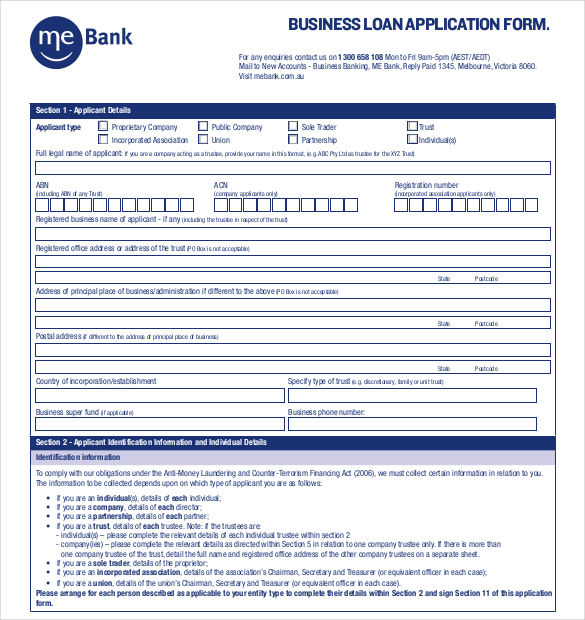 me Bank
BUSINESS LOAN APPLICATION FORM.
For any enquiries contact us on 1300 658 108 Mon to Fri 9am-5pm (AEST/AEDT)
Mail to New Accounts - Business Banking, ME Bank, Reply Paid 1345, Melbourne, Victoria 8060.
Visit mebank.com.au
Section 1 - Applicant Details
Applicant type Proprietary Company Public Company Sole Trader Trust
Incorporated Association Union Partnership Individual(s)
Full legal name of applicant: If you are a company acting as a trustee, provide your name in this format, (e.g. ABC Pty Ltd as trustee for the XYZ Trust)
ABN ACN Registration number
(including ABN of any Trust) (company applicants only) (incorporated association applicants only)
Registered business name of applicant - if any (including the trustee in respect of the trust)
Registered office address or address of the trust (PO Box is not acceptable)
State Postcode
Address of principal place of business/administration if different to the above (PO Box is not acceptable)
State Postcode
Postal address (if different to the address of principal place of business)
State Postcode
Country of incorporation/establishment Specify type of trust (e.g. discretionary, family or unit trust)
Business super fund (if applicable) Business phone number:
Section 2 - Applicant Identification Information and Individual Details
Identification information
To comply with our obligations under the Anti-Money Laundering and Counter-Terrorism Financing Act (2006), we must collect certain information in relation to you.
The information to be collected depends upon on which type of applicant you are as follows:
• if you are an individual(s), details of each individual;
• if you are a company, details of each director;
• if you are a partnership, details of each partner;
• if you are a trust, details of each trustee. Note: if the trustees are:
- individual(s) – please complete the relevant details of each individual trustee within section 2
- company(ies) – please complete the relevant details as directed within Section 5 in relation to one company trustee only. If there is more than
one company trustee of the trust, detail the full name and registered office address of the other company trustees on a separate sheet.
• if you are a sole trader, details of the proprietor;
• if you are an incorporated association, details of the association's Chairman, Secretary and Treasurer (or equivalent officer in each case);
• if you are a union, details of the union's Chairman, Secretary and Treasurer (or equivalent officer in each case).
Please arrange for each person described as applicable to your entity type to complete their details within Section 2 and sign Section 11 of this application
form.